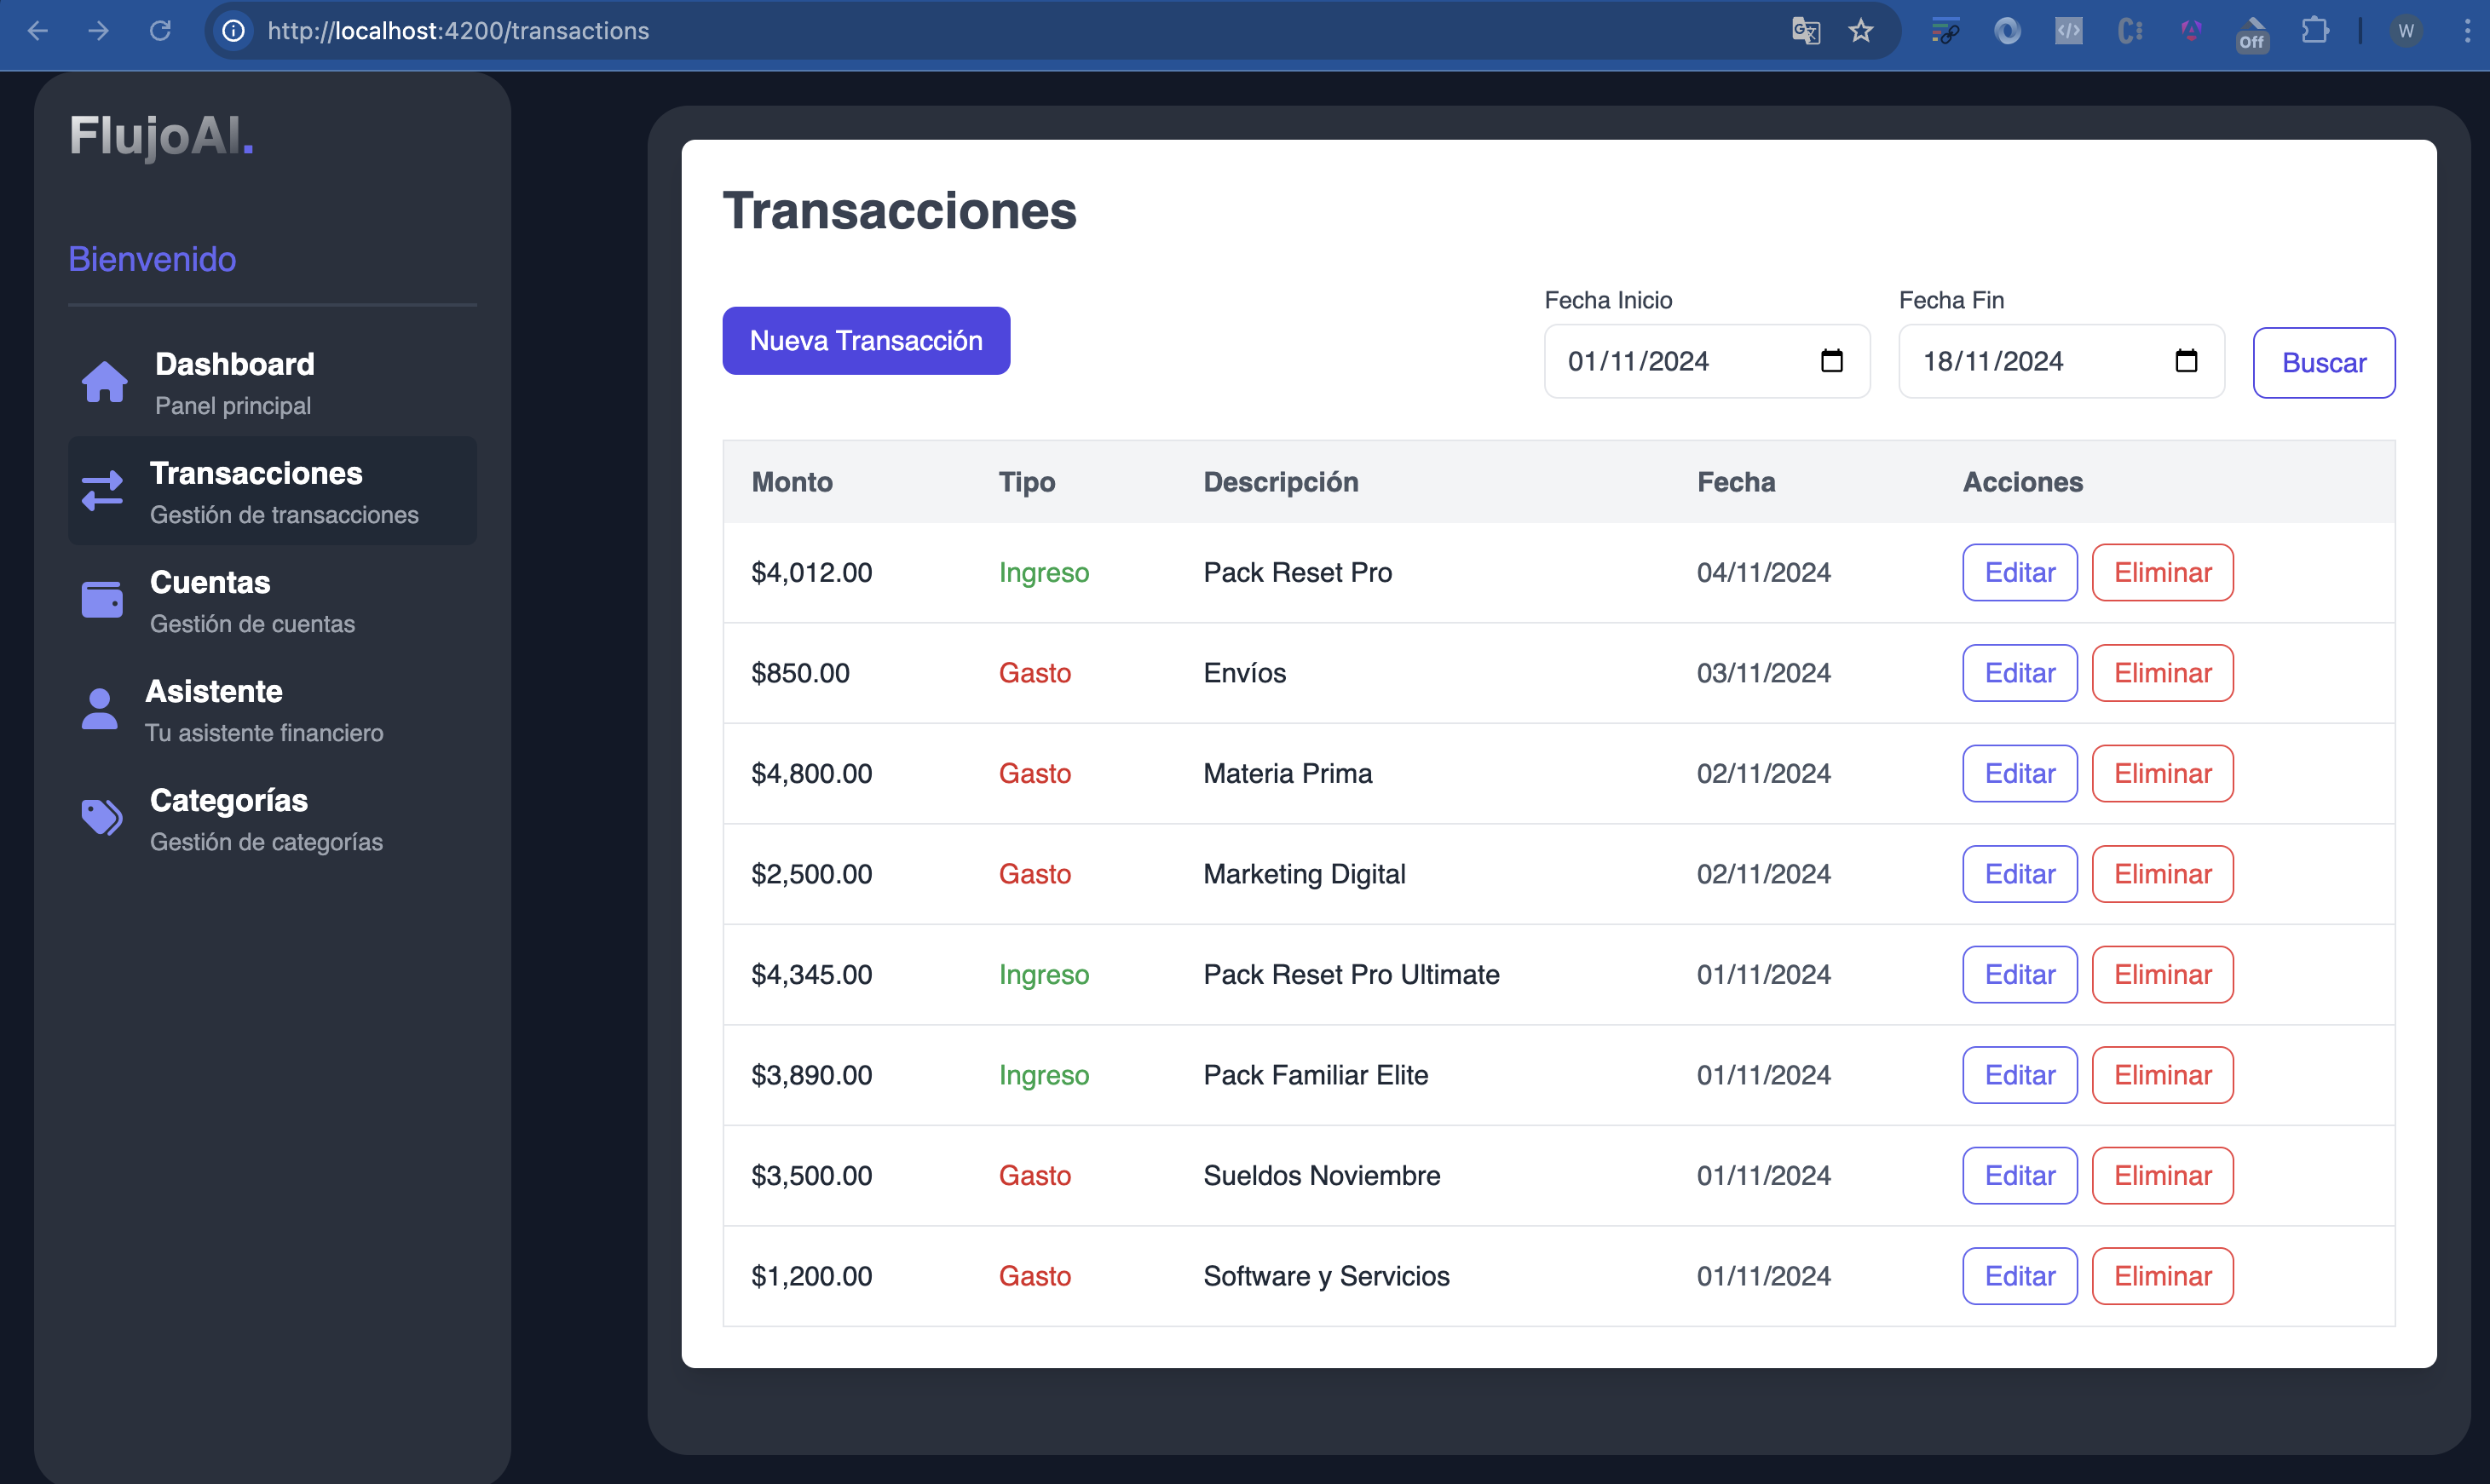 http://localhost:4200/transactions
Off
W
FlujoAI.
Bienvenido
Dashboard
Panel principal
Transacciones
Gestión de transacciones
Cuentas
Gestión de cuentas
Asistente
Tu asistente financiero
Categorías
Gestión de categorías
Transacciones
Nueva Transacción
Fecha Inicio
01/11/2024
Fecha Fin
18/11/2024
Buscar
Monto Tipo Descripción Fecha Acciones
$4,012.00 Ingreso Pack Reset Pro 04/11/2024 Editar Eliminar
$850.00 Gasto Envíos 03/11/2024 Editar Eliminar
$4,800.00 Gasto Materia Prima 02/11/2024 Editar Eliminar
$2,500.00 Gasto Marketing Digital 02/11/2024 Editar Eliminar
$4,345.00 Ingreso Pack Reset Pro Ultimate 01/11/2024 Editar Eliminar
$3,890.00 Ingreso Pack Familiar Elite 01/11/2024 Editar Eliminar
$3,500.00 Gasto Sueldos Noviembre 01/11/2024 Editar Eliminar
$1,200.00 Gasto Software y Servicios 01/11/2024 Editar Eliminar